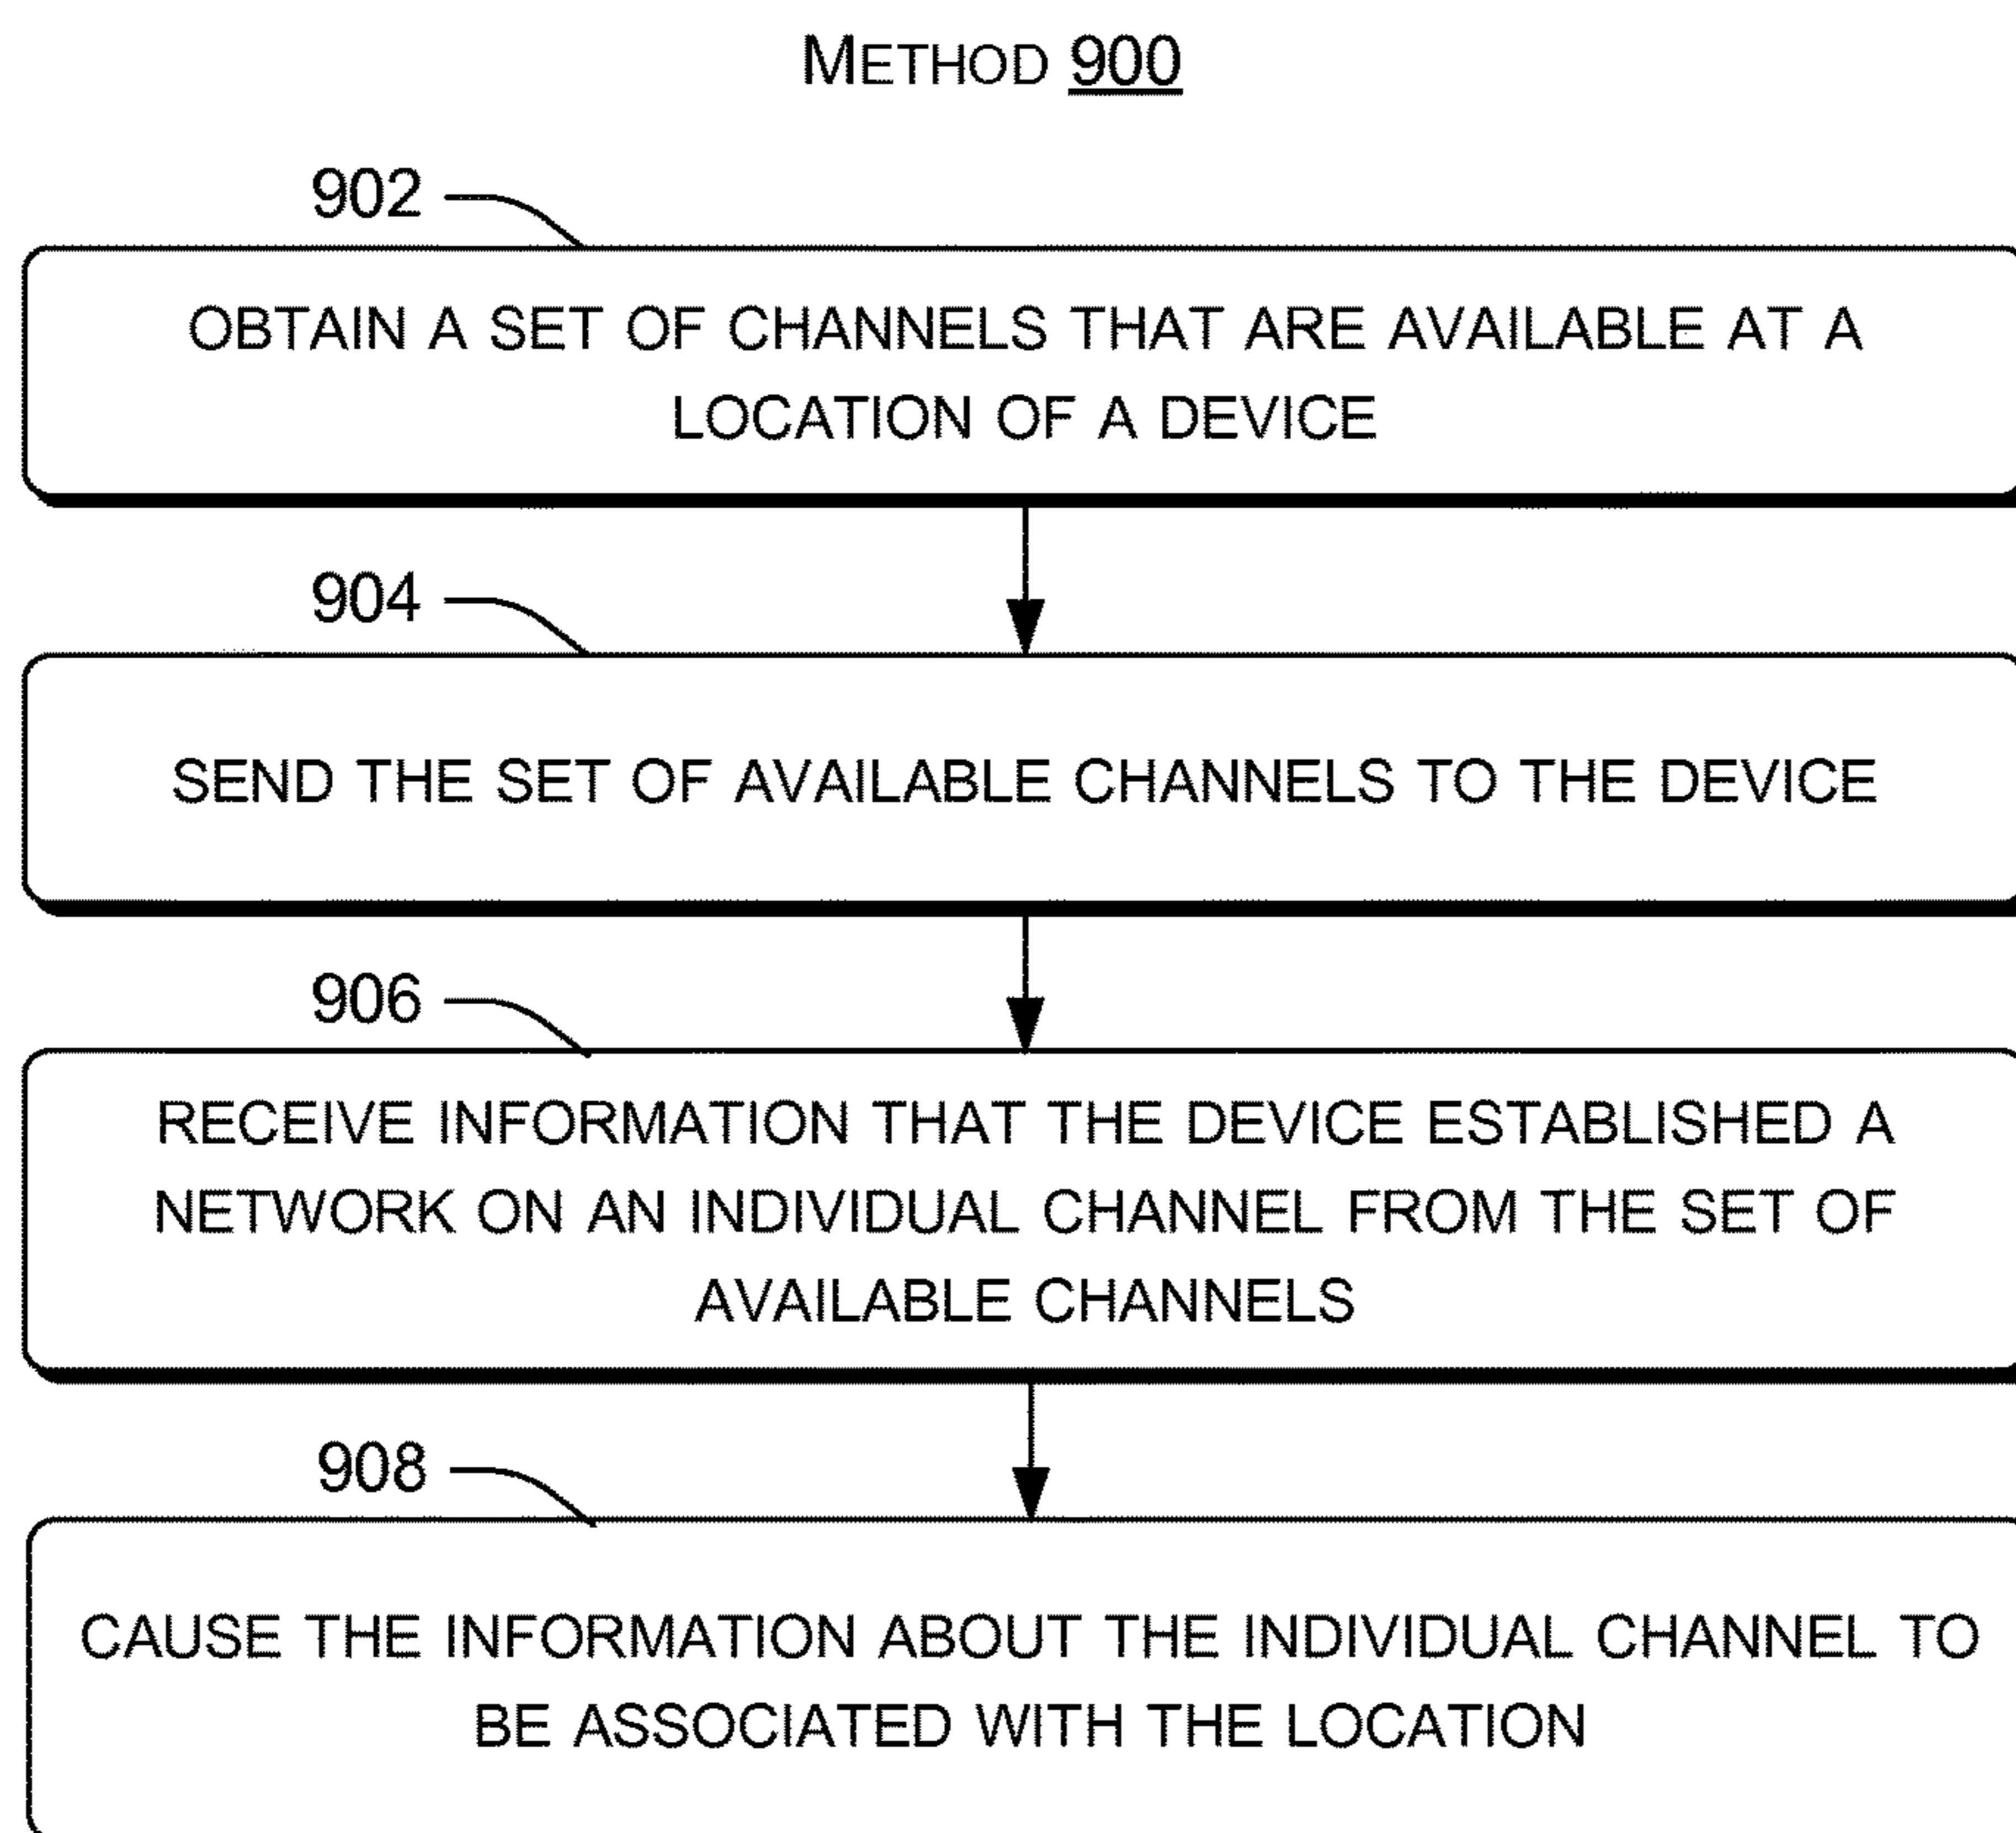 METHOD 900
902
OBTAIN A SET OF CHANNELS THAT ARE AVAILABLE AT A
LOCATION OF A DEVICE
904
SEND THE SET OF AVAILABLE CHANNELS TO THE DEVICE
906
RECEIVE INFORMATION THAT THE DEVICE ESTABLISHED A
NETWORK ON AN INDIVIDUAL CHANNEL FROM THE SET OF
AVAILABLE CHANNELS
908
CAUSE THE INFORMATION ABOUT THE INDIVIDUAL CHANNEL TO
BE ASSOCIATED WITH THE LOCATION